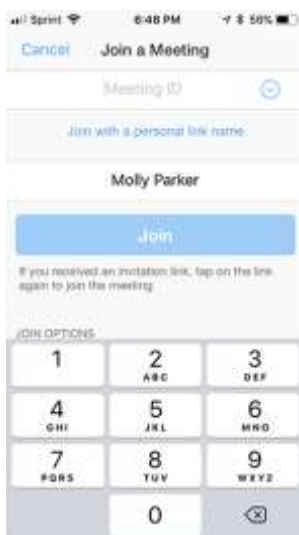 Sprint 6:48 PM 56%
Cancel Join a Meeting
Meeting ID
Join with a personal link name
Molly Parker
Join
If you received an invitation link, tap on the link
again to join the meeting
JOIN OPTIONS
1 2 3
ABC DEF
4 5 6
GHI JKL MNO
7 8 9
PQRS TUV WXYZ
0